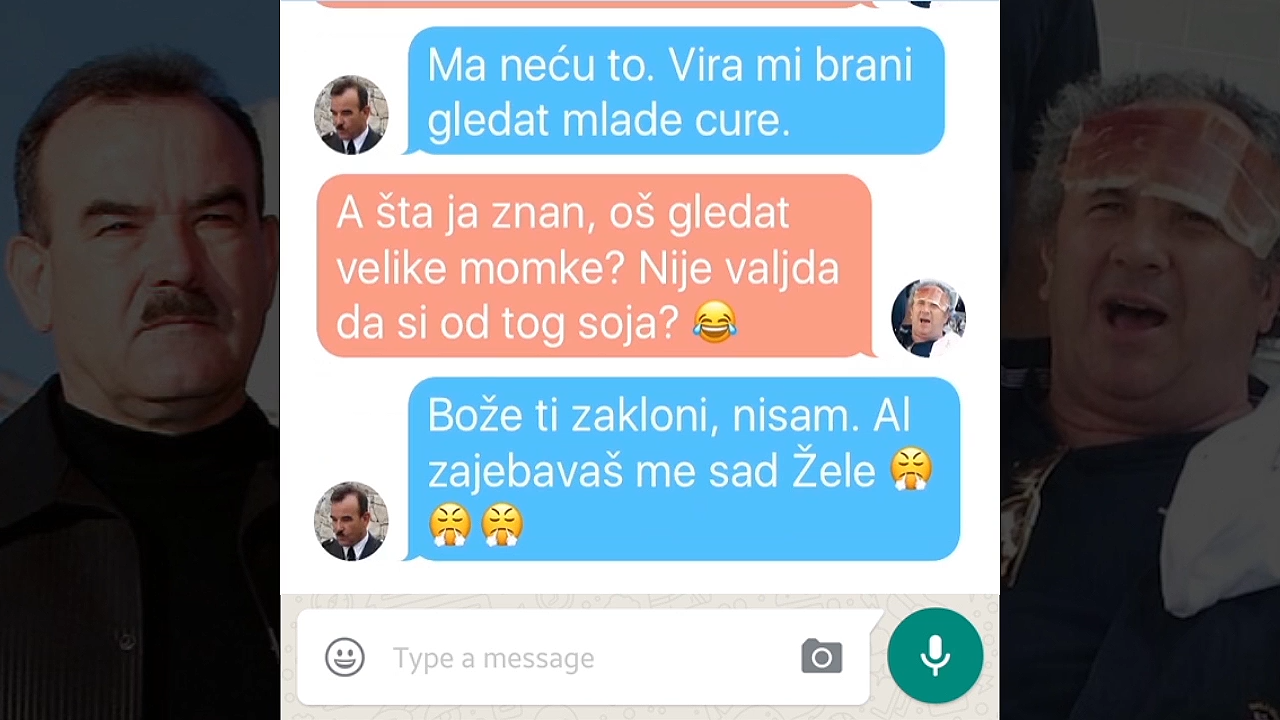 Ma neću to. Vira mi brani
gledat mlade cure.
A šta ja znan, oš gledat
velike momke? Nije valjda
da si od tog soja? 😂
Bože ti zakloni, nisam. Al
zajebavaš me sad Žele 😤
😤 😤
Type a message